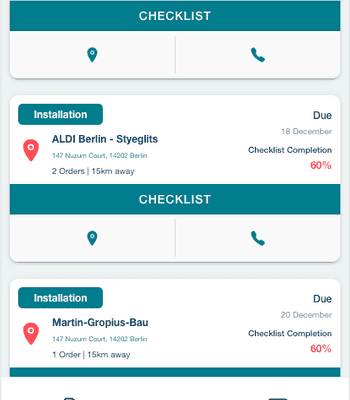 CHECKLIST
Installation
Due
ALDI Berlin - Styeglits
18 December
147 Nuzum Court, 14202 Berlin
Checklist Completion
2 Orders | 15km away
60%
CHECKLIST
Installation
Due
Martin-Gropius-Bau
20 December
147 Nuzum Court, 14202 Berlin
Checklist Completion
1 Order | 15km away
60%